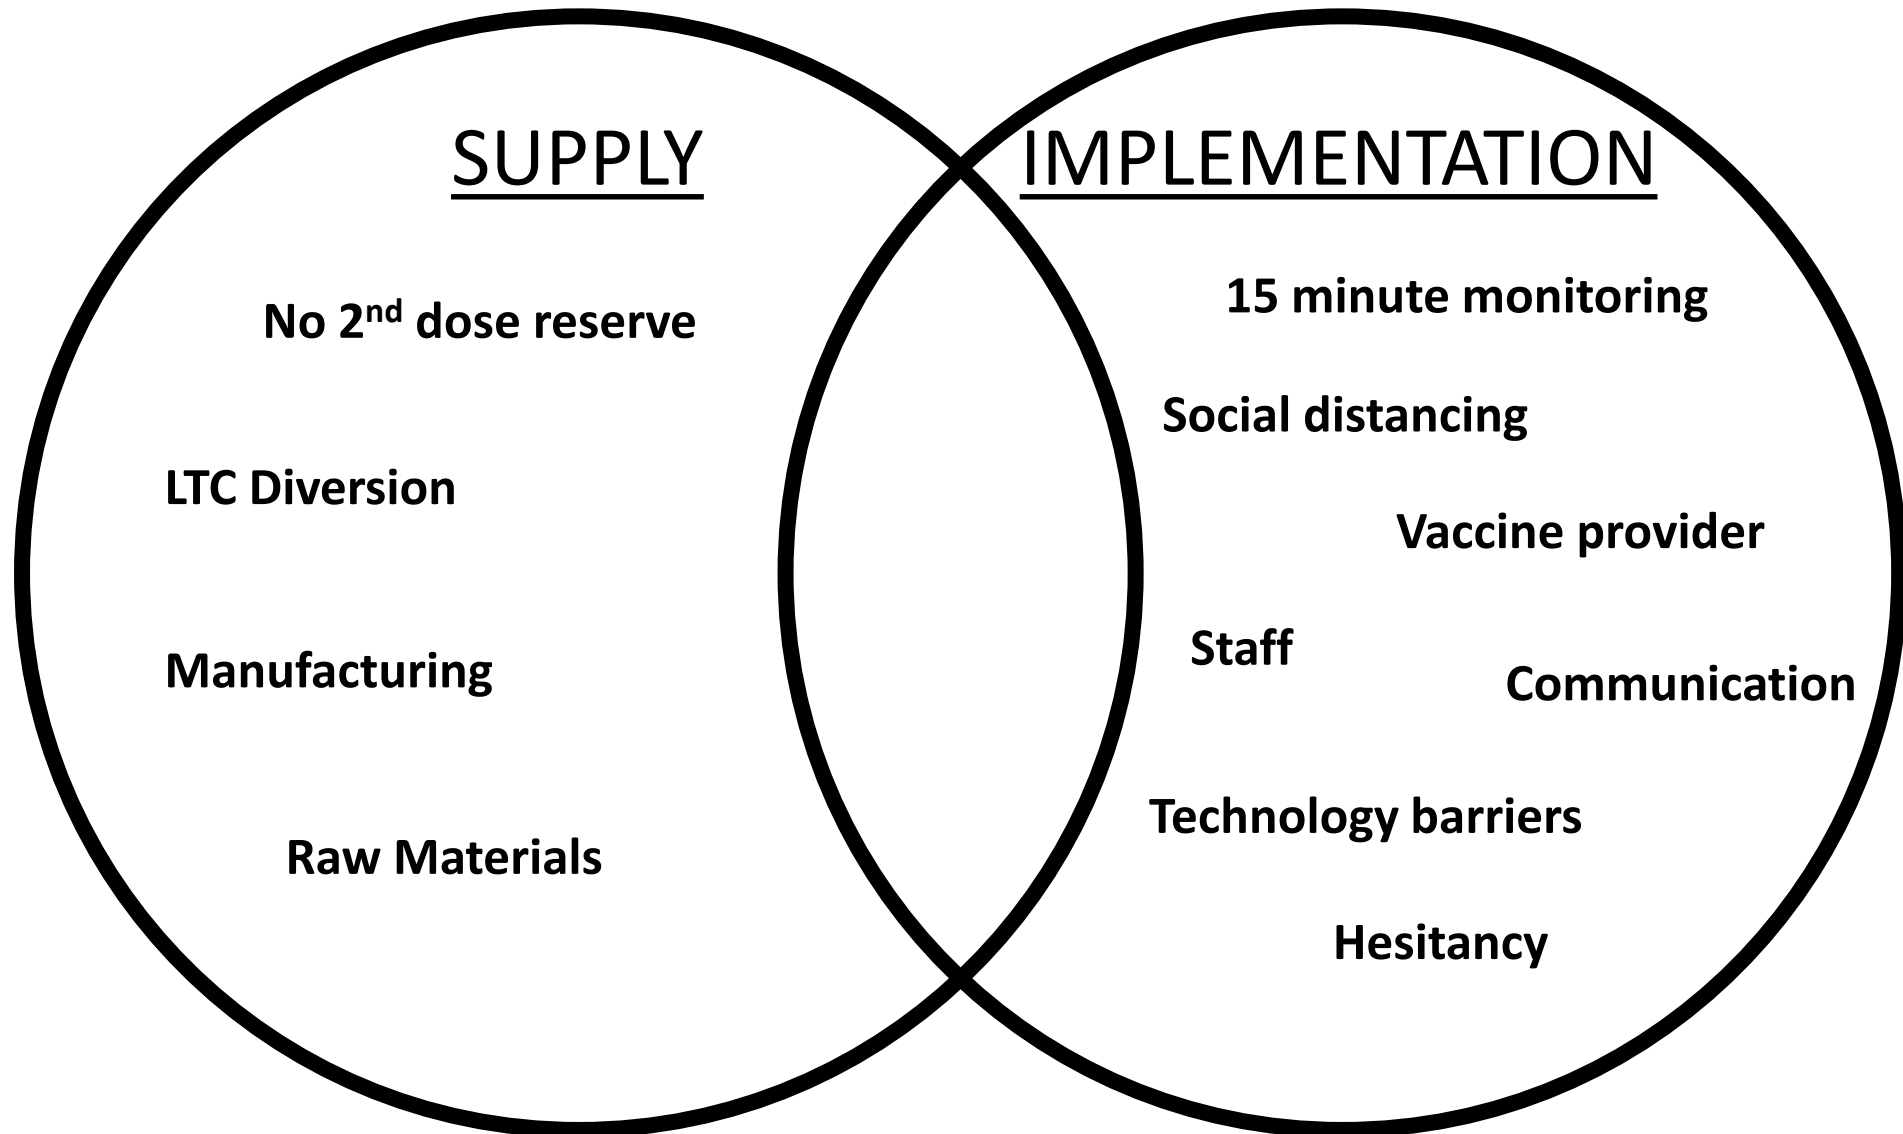 SUPPLY
No 2nd dose reserve
LTC Diversion
Manufacturing
Raw Materials
IMPLEMENTATION
15 minute monitoring
Social distancing
Vaccine provider
Staff
Communication
Technology barriers
Hesitancy